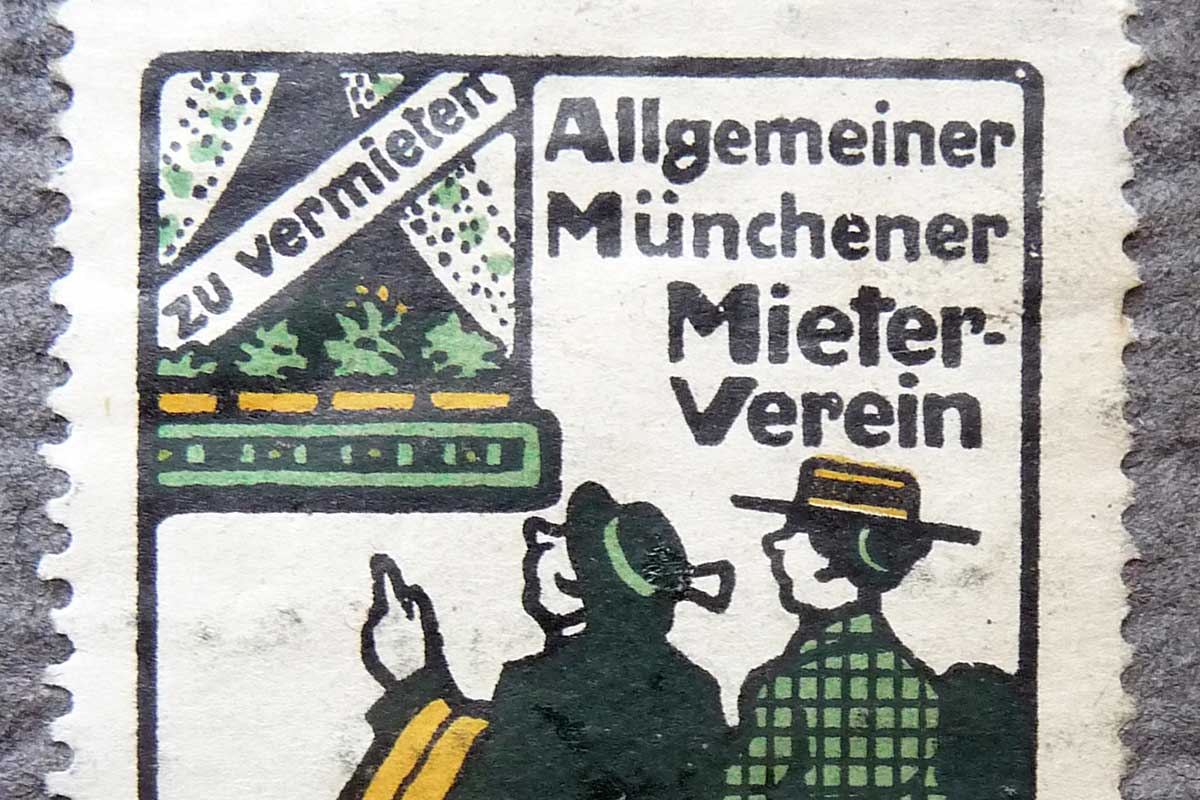 zu vermieten
Allgemeiner
Münchener
Mieter-
Verein